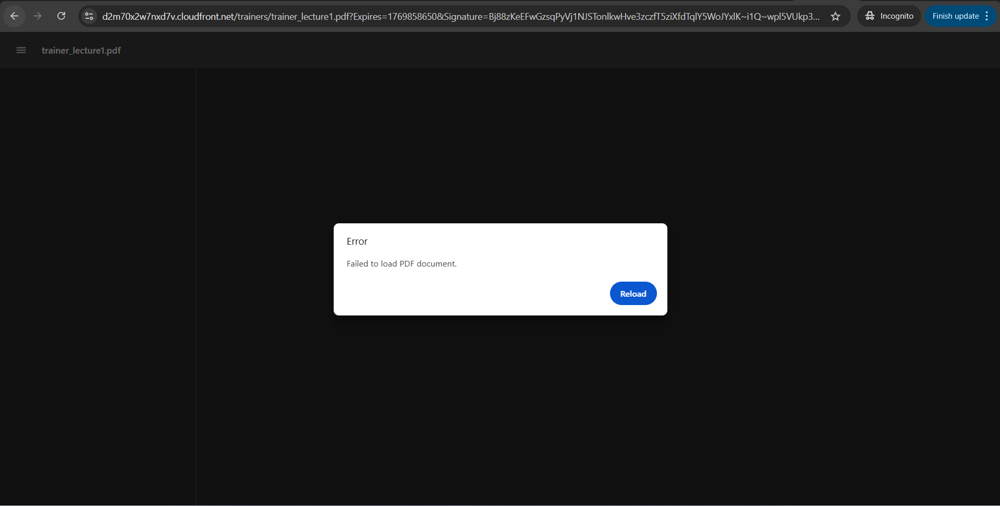 d2m70x2w7nxd7v.cloudfront.net/trainers/trainer_lecture1.pdf?Expires=1769858650&Signature=Bj88zKeEFwGzsqPyVj1NJSTonlkwHve3zczfT5ziXfdTqlY5WoJYxlK~i1Q~wpl5VUkp3...
Incognito
Finish update
trainer_lecture1.pdf
Error
Failed to load PDF document.
Reload